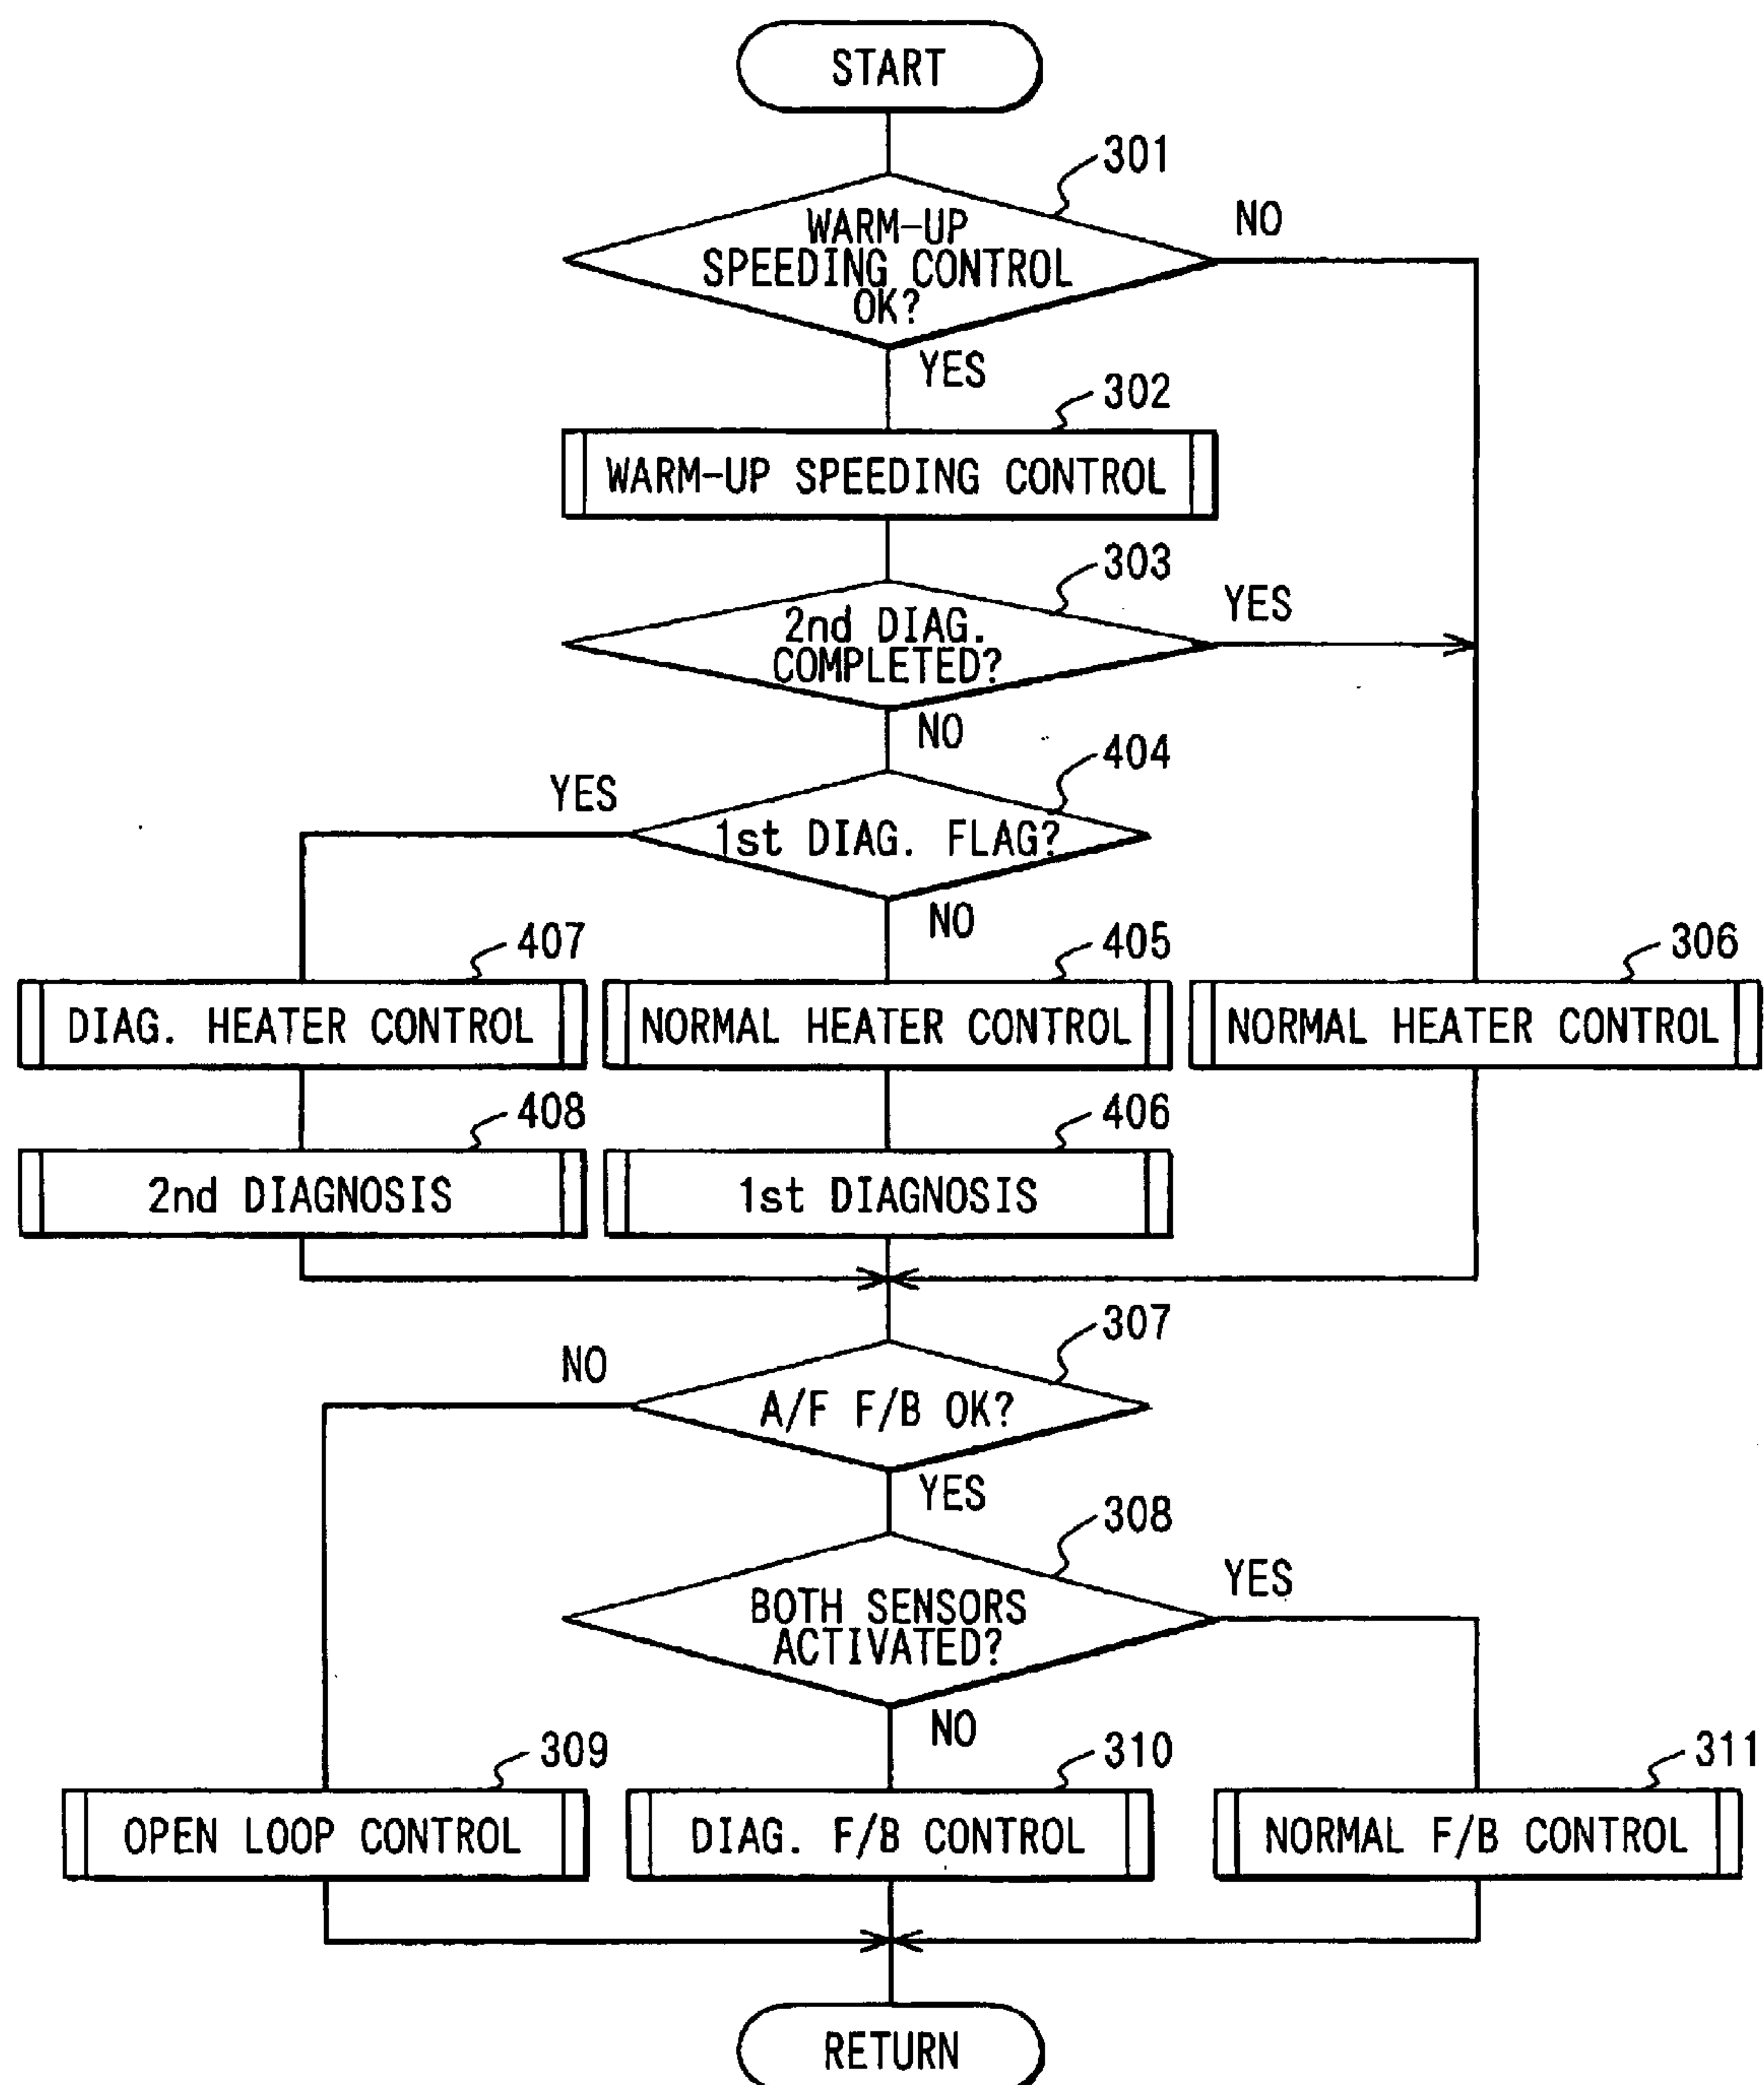 START
301
NO
WARM-UP
SPEEDING CONTROL
OK?
YES
302
WARM-UP SPEEDING CONTROL
303
YES
2nd DIAG.
COMPLETED?
NO
404
YES
1st DIAG. FLAG?
NO
407
405
306
DIAG. HEATER CONTROL
NORMAL HEATER CONTROL
NORMAL HEATER CONTROL
408
406
2nd DIAGNOSIS
1st DIAGNOSIS
307
NO
A/F F/B OK?
YES
308
YES
BOTH SENSORS
ACTIVATED?
NO
309
310
311
OPEN LOOP CONTROL
DIAG. F/B CONTROL
NORMAL F/B CONTROL
RETURN